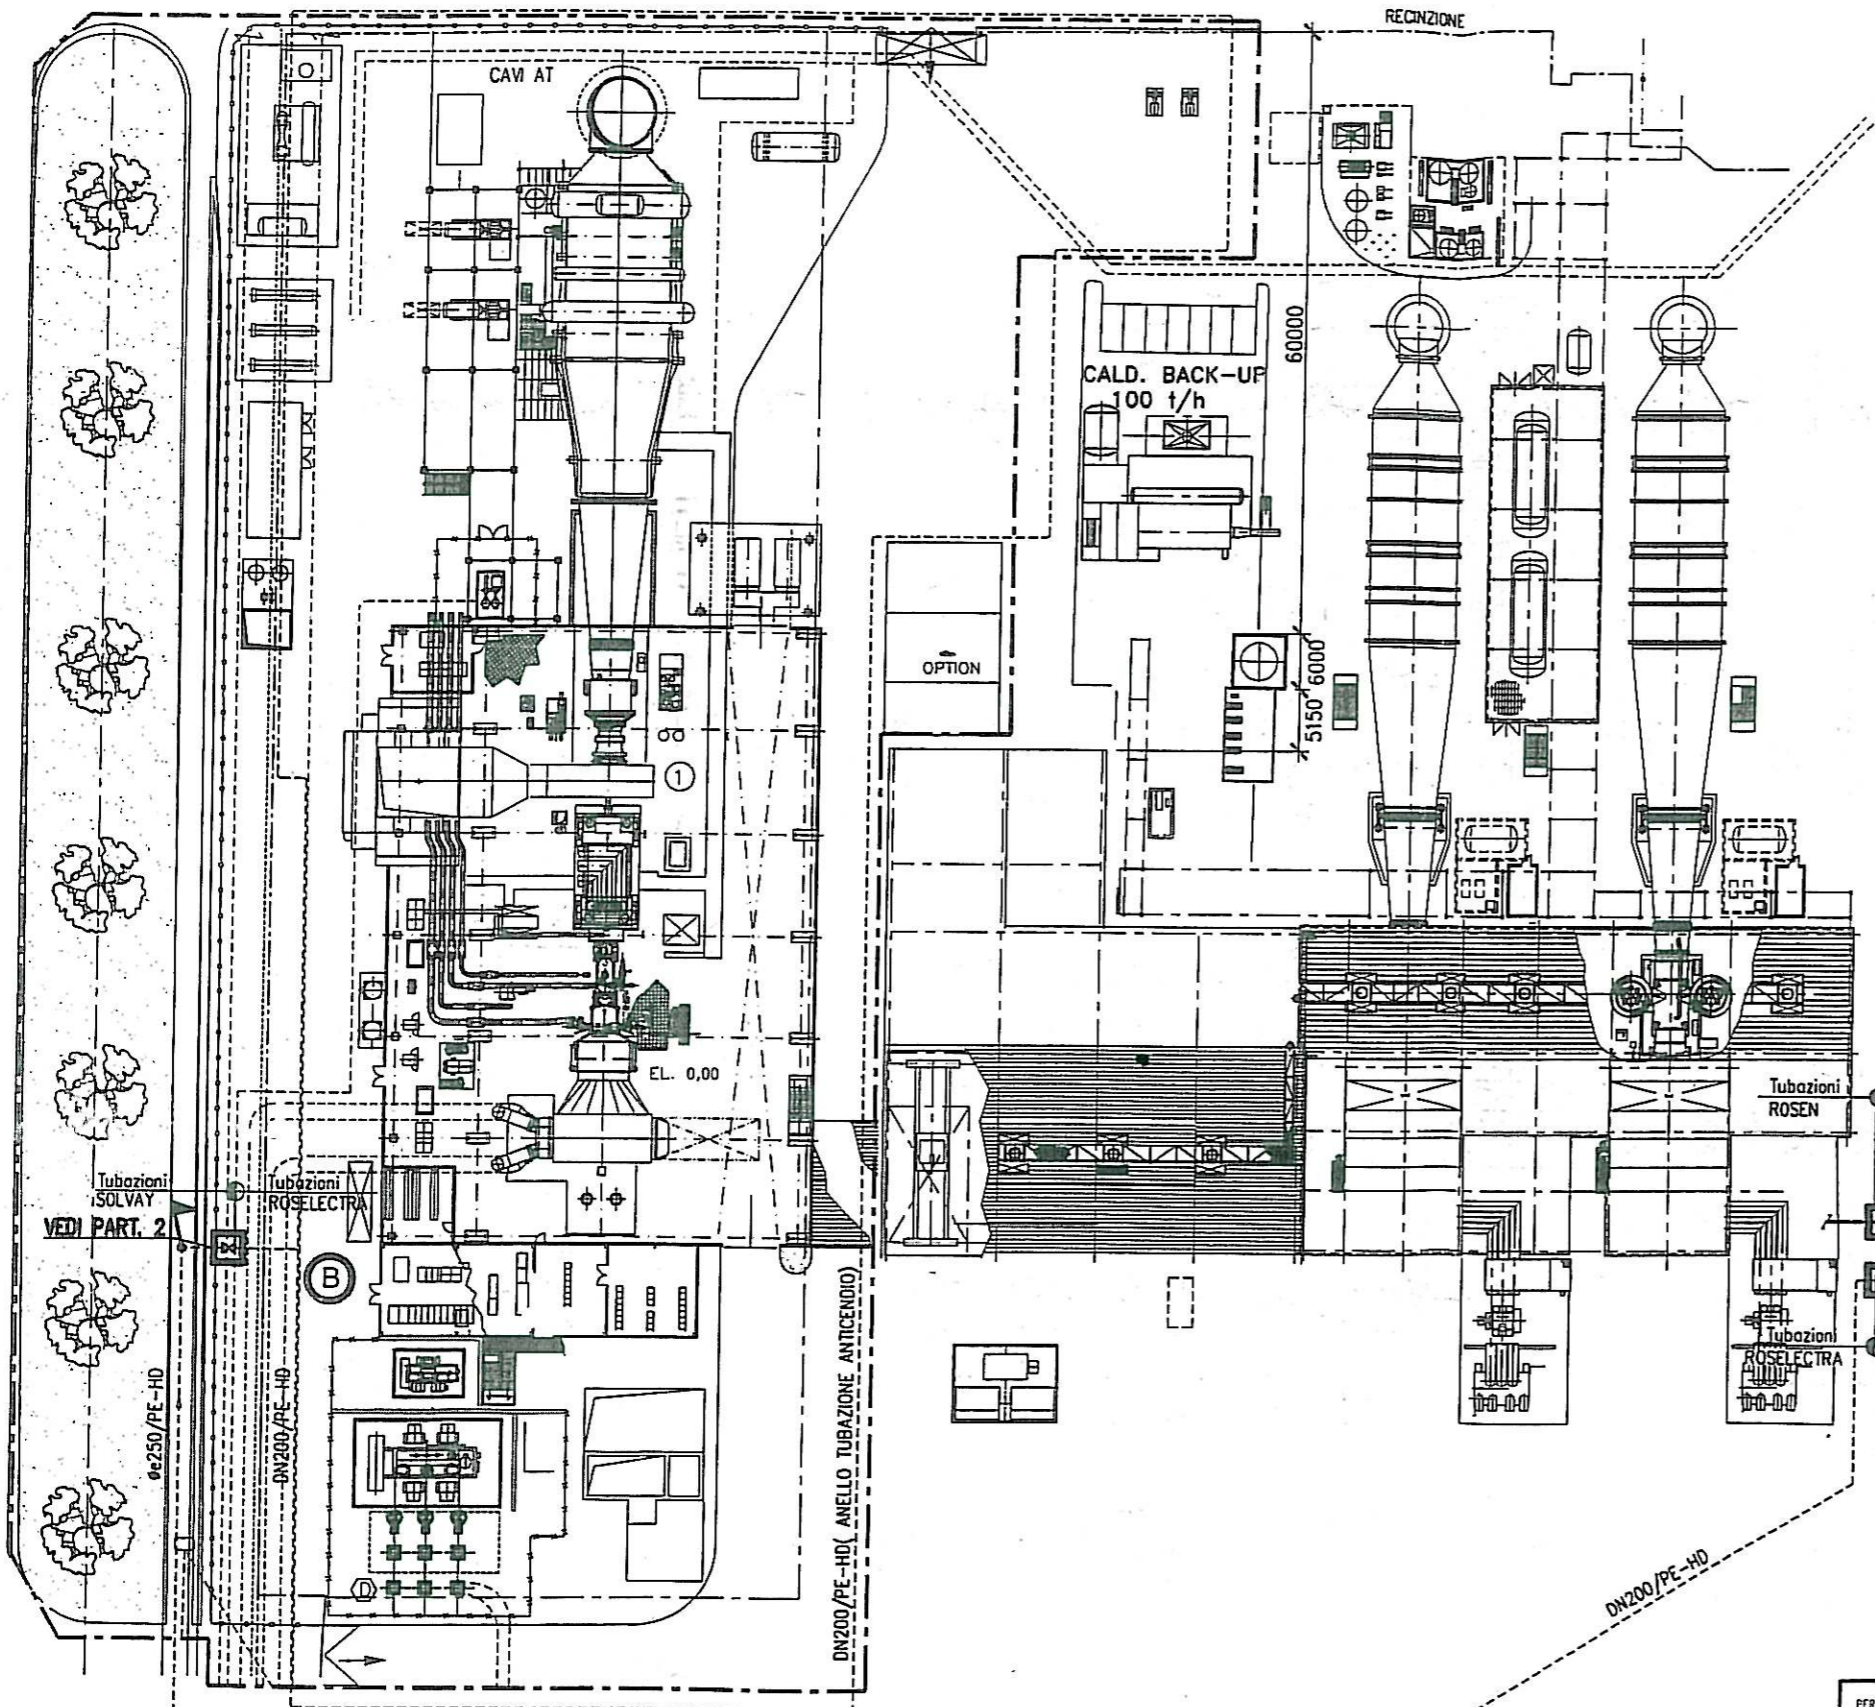 RECINZIONE
CAVI AT
60000
CALD. BACK-UP
100 t/h
OPTION
6000
5150
1
EL. 0,00
Tubazioni
ROSEN
Tubazioni
SOLVAY
Tubazioni
ROSELECTRA
VEDI PART. 2
B
Tubazioni
ROSELECTRA
Øe250/PE-HD
DN200/PE-HD
DN200/PE-HD( ANELLO TUBAZIONE ANTICENDIO)
D
DN200/PE-HD